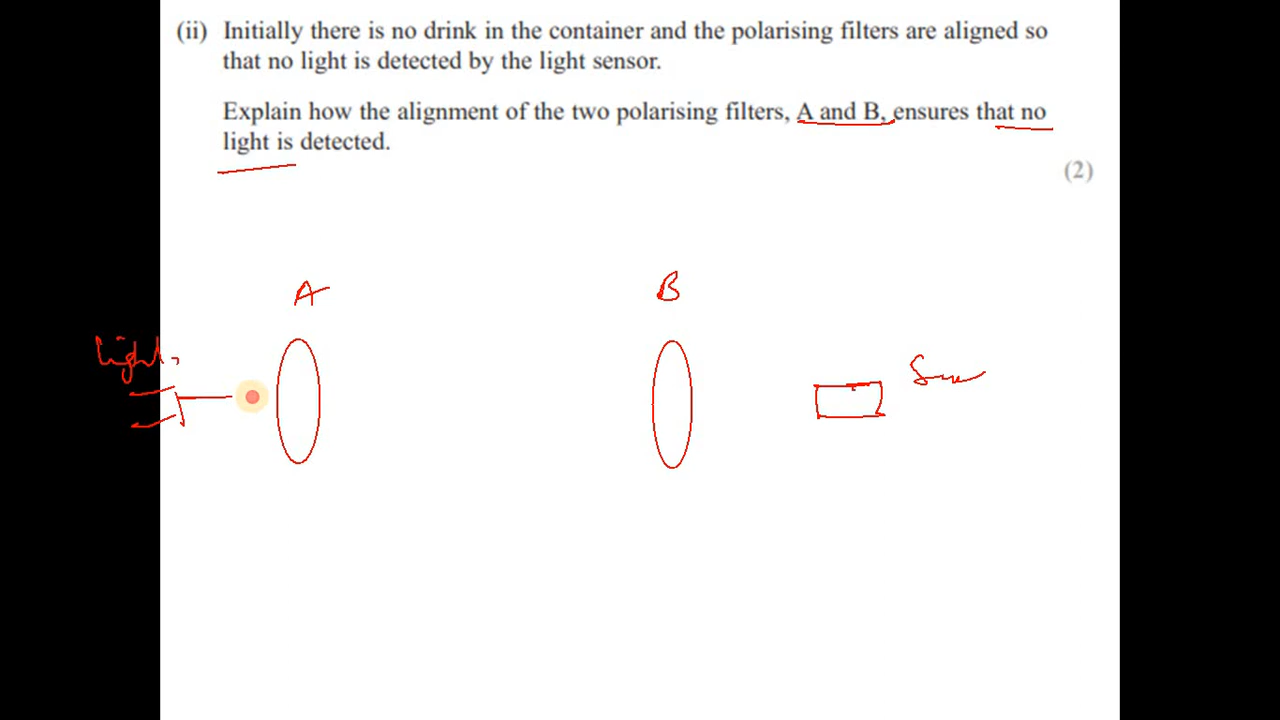 (ii) Initially there is no drink in the container and the polarising filters are aligned so
that no light is detected by the light sensor.
Explain how the alignment of the two polarising filters, A and B, ensures that no
light is detected.
(2)
A
B
light